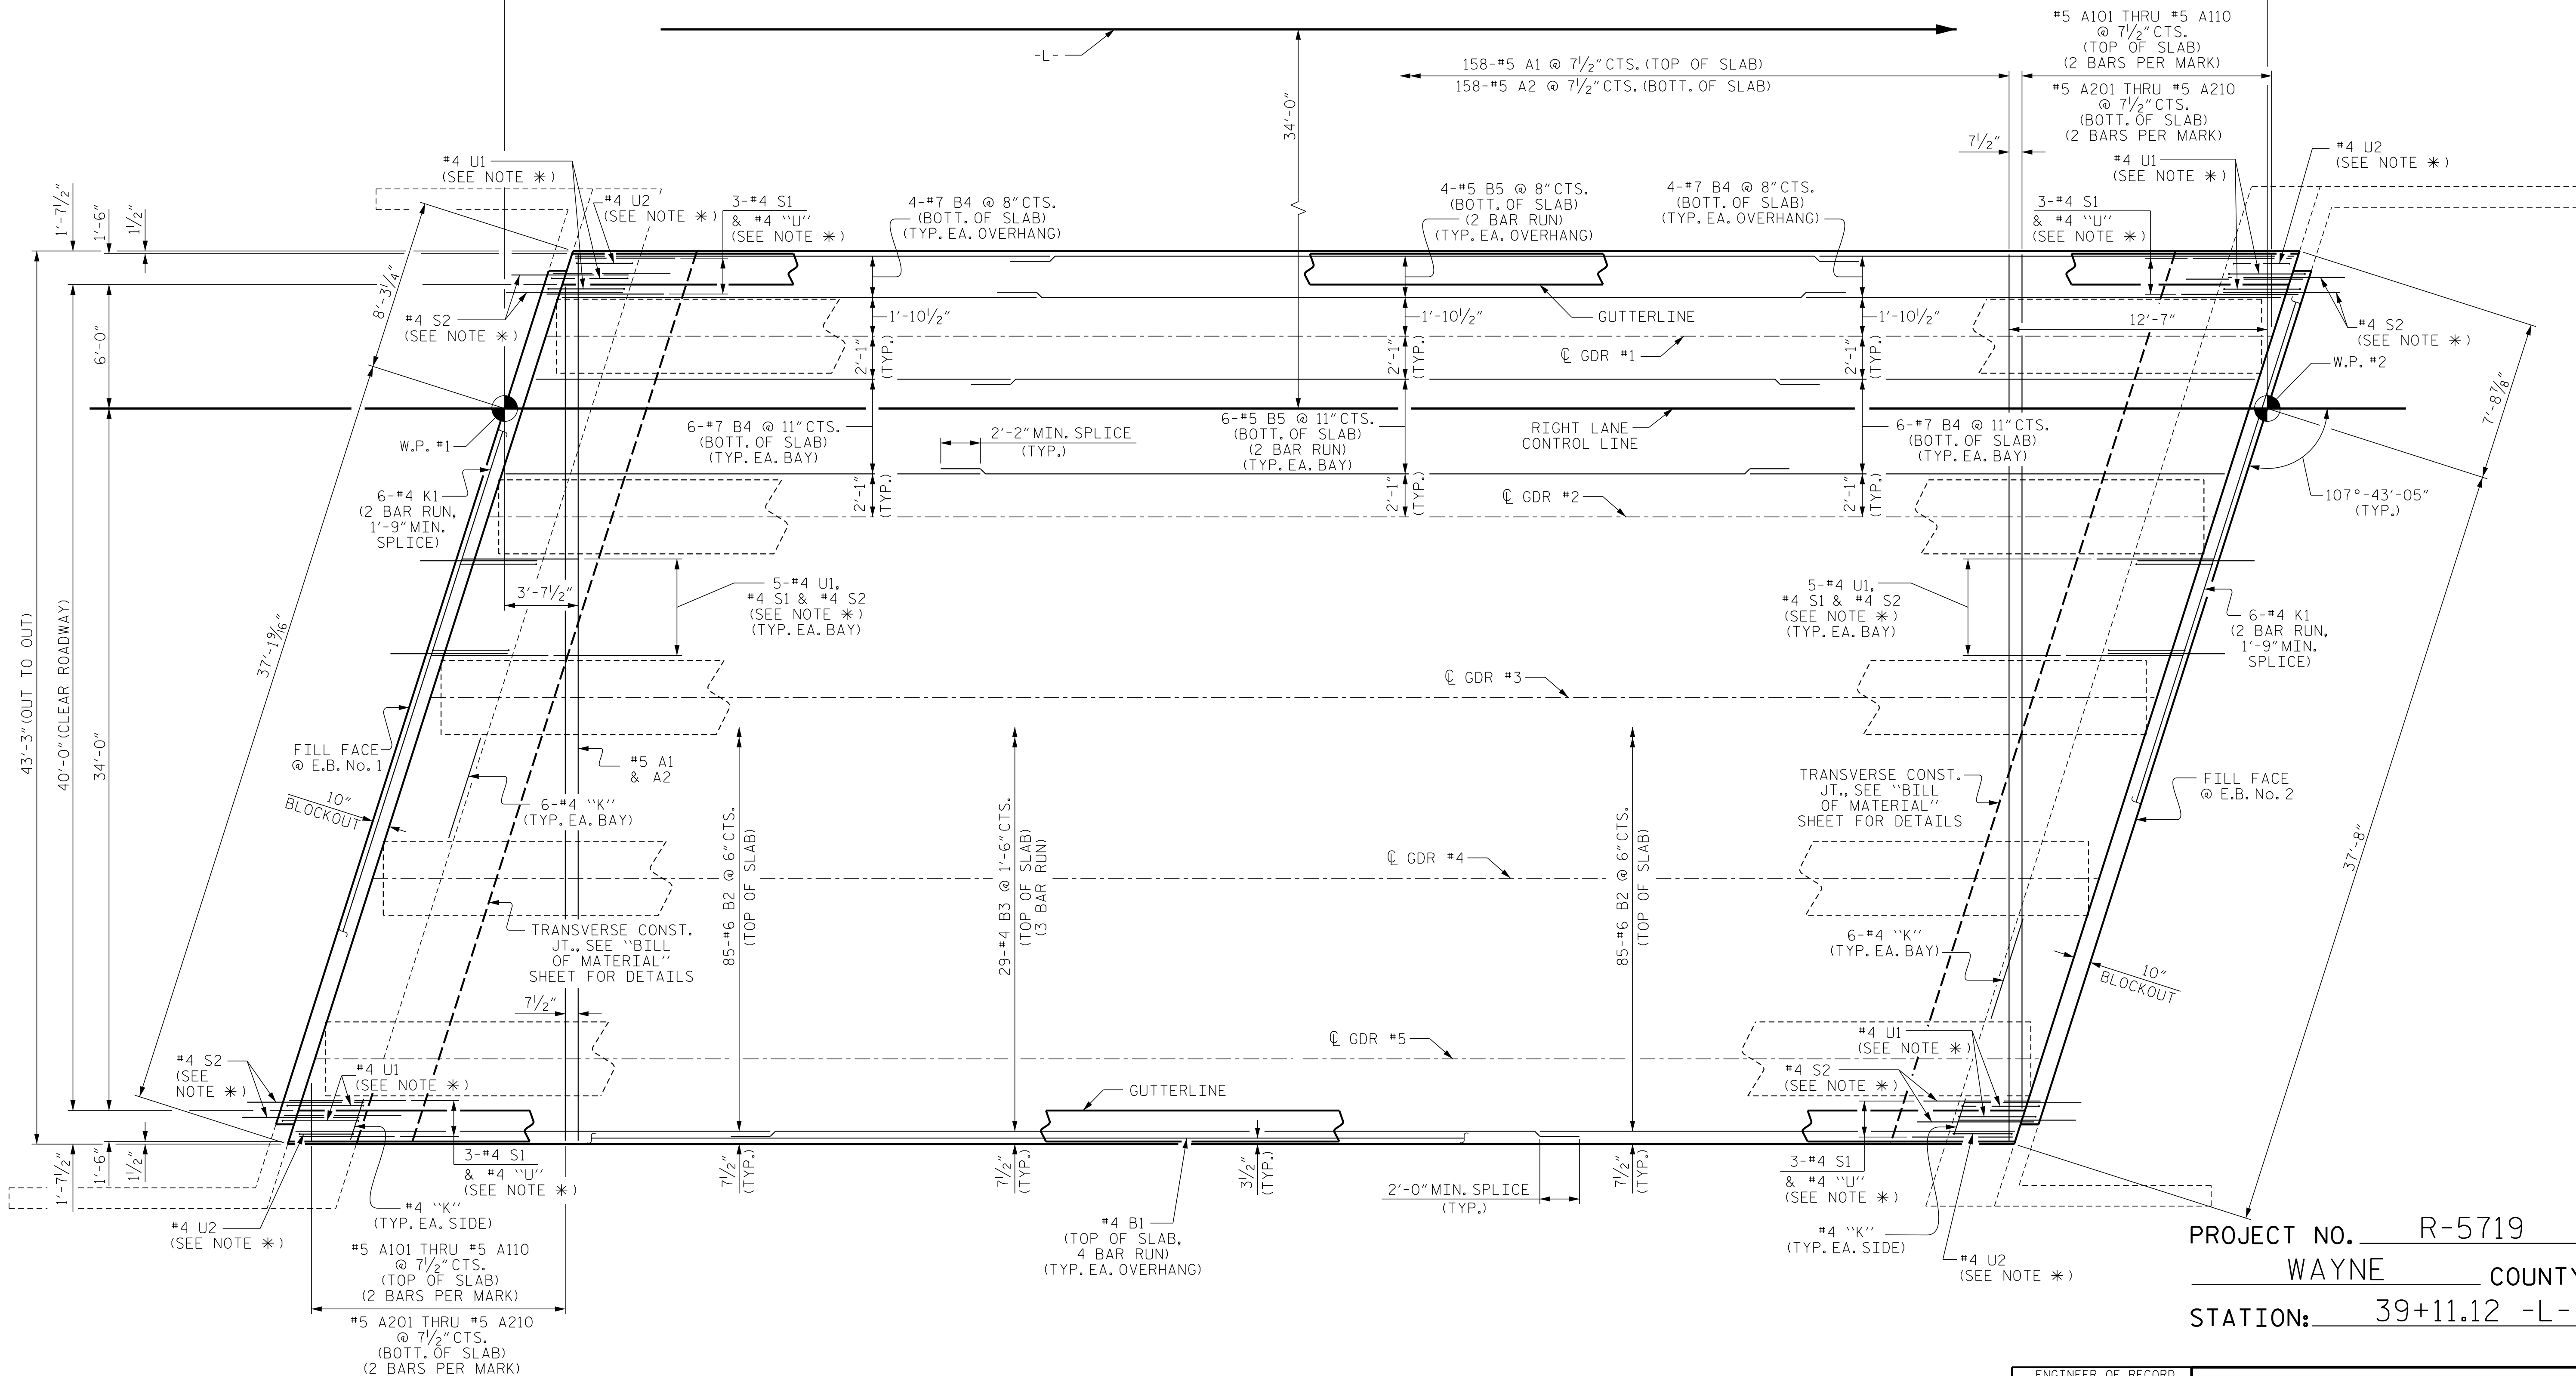 -L-
34'-0"
158-#5 A1 @ 7½" CTS. (TOP OF SLAB)
158-#5 A2 @ 7½" CTS. (BOTT. OF SLAB)
#5 A101 THRU #5 A110
@ 7½" CTS.
(TOP OF SLAB)
(2 BARS PER MARK)
#5 A201 THRU #5 A210
@ 7½" CTS.
(BOTT. OF SLAB)
(2 BARS PER MARK)
7½"
#4 U1
(SEE NOTE ✳)
#4 U2
(SEE NOTE ✳)
3-#4 S1
& #4 "U"
(SEE NOTE ✳)
4-#7 B4 @ 8" CTS.
(BOTT. OF SLAB)
(TYP. EA. OVERHANG)
4-#5 B5 @ 8" CTS.
(BOTT. OF SLAB)
(2 BAR RUN)
(TYP. EA. OVERHANG)
4-#7 B4 @ 8" CTS.
(BOTT. OF SLAB)
(TYP. EA. OVERHANG)
3-#4 S1
& #4 "U"
(SEE NOTE ✳)
#4 U1
(SEE NOTE ✳)
#4 U2
(SEE NOTE ✳)
1'-7½"
1'-6"
1½"
8'-3¼"
#4 S2
(SEE NOTE ✳)
1'-10½"
1'-10½"
1'-10½"
GUTTERLINE
12'-7"
#4 S2
(SEE NOTE ✳)
6'-0"
2'-1"
(TYP.)
2'-1"
(TYP.)
2'-1"
(TYP.)
℄ GDR #1
W.P. #2
7'-8⅞"
W.P. #1
6-#7 B4 @ 11" CTS.
(BOTT. OF SLAB)
(TYP. EA. BAY)
2'-2" MIN. SPLICE
(TYP.)
6-#5 B5 @ 11" CTS.
(BOTT. OF SLAB)
(2 BAR RUN)
(TYP. EA. BAY)
RIGHT LANE
CONTROL LINE
6-#7 B4 @ 11" CTS.
(BOTT. OF SLAB)
(TYP. EA. BAY)
107°-43'-05"
(TYP.)
6-#4 K1
(2 BAR RUN,
1'-9" MIN.
SPLICE)
2'-1"
(TYP.)
2'-1"
(TYP.)
2'-1"
(TYP.)
℄ GDR #2
3'-7½"
5-#4 U1,
#4 S1 & #4 S2
(SEE NOTE ✳)
(TYP. EA. BAY)
5-#4 U1,
#4 S1 & #4 S2
(SEE NOTE ✳)
(TYP. EA. BAY)
6-#4 K1
(2 BAR RUN,
1'-9" MIN.
SPLICE)
43'-3" (OUT TO OUT)
40'-0" (CLEAR ROADWAY)
34'-0"
37'-1⁹⁄₁₆"
℄ GDR #3
FILL FACE
@ E.B. No. 1
#5 A1
& A2
10"
BLOCKOUT
6-#4 "K"
(TYP. EA. BAY)
85-#6 B2 @ 6" CTS.
(TOP OF SLAB)
29-#4 B3 @ 1'-6" CTS.
(TOP OF SLAB)
(3 BAR RUN)
85-#6 B2 @ 6" CTS.
(TOP OF SLAB)
TRANSVERSE CONST.
JT., SEE "BILL
OF MATERIAL"
SHEET FOR DETAILS
FILL FACE
@ E.B. No. 2
37'-8"
℄ GDR #4
TRANSVERSE CONST.
JT., SEE "BILL
OF MATERIAL"
SHEET FOR DETAILS
6-#4 "K"
(TYP. EA. BAY)
10"
BLOCKOUT
7½"
℄ GDR #5
#4 S2
(SEE
NOTE ✳)
#4 U1
(SEE NOTE ✳)
GUTTERLINE
#4 U1
(SEE NOTE ✳)
#4 S2
(SEE NOTE ✳)
1'-7½"
1'-6"
1½"
3-#4 S1
& #4 "U"
(SEE NOTE ✳)
7½"
(TYP.)
7½"
(TYP.)
3½"
(TYP.)
2'-0" MIN. SPLICE
(TYP.)
7½"
(TYP.)
3-#4 S1
& #4 "U"
(SEE NOTE ✳)
#4 U2
(SEE NOTE ✳)
#4 "K"
(TYP. EA. SIDE)
#4 B1
(TOP OF SLAB,
4 BAR RUN)
(TYP. EA. OVERHANG)
#4 "K"
(TYP. EA. SIDE)
#4 U2
(SEE NOTE ✳)
#5 A101 THRU #5 A110
@ 7½" CTS.
(TOP OF SLAB)
(2 BARS PER MARK)
#5 A201 THRU #5 A210
@ 7½" CTS.
(BOTT. OF SLAB)
(2 BARS PER MARK)
PROJECT NO. R-5719
WAYNE COUNTY
STATION: 39+11.12 -L-
ENGINEER OF RECORD